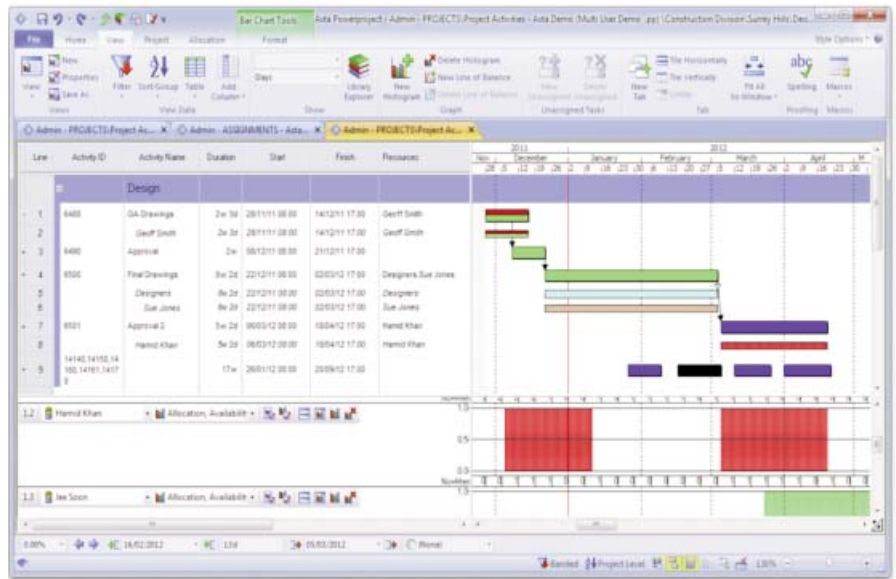 Bar Chart Tools
Asta Powerproject - Admin - PROJECTS\Project Activities - Asta Demo (Multi User Demo .pp) \Construction Division\Surrey Hills\Des
File Home View Project Allocation Format Style Options
View New Properties Save As Filter Sort/Group Table Add Column Days Library Explorer New Histogram Delete Histogram New Line of Balance New Tab Tile Horizontally Tile Vertically Fit All to Window Spelling Macros
Views View Data Show Graph Unassigned Tasks Tab Proofing Macros
Admin - PROJECTS\Project Ac... X Admin - ASSIGNMENTS - Asta... X Admin - PROJECTS\Project Ac... X
2011 2012
Line Activity ID Activity Name Duration Start Finish Resources Nov December January February March April M
Design
1 6480 GA Drawings 2w 3d 28/11/11 08:00 14/12/11 17:00 Geoff Smith
2 Geoff Smith 2w 3d 28/11/11 08:00 14/12/11 17:00 Geoff Smith
3 6490 Approval 2w 08/12/11 08:00 21/12/11 17:00
4 6500 Final Drawings 8w 2d 22/12/11 08:00 02/03/12 17:00 Designers Sue Jones
5 Designers 8w 2d 22/12/11 08:00 02/03/12 17:00 Designers
6 Sue Jones 8w 2d 22/12/11 08:00 02/03/12 17:00 Sue Jones
7 6501 Approval 2 5w 2d 06/03/12 08:00 18/04/12 17:00 Hamid Khan
8 Hamid Khan 5w 2d 06/03/12 08:00 18/04/12 17:00 Hamid Khan
9 17w
1.2 Hamid Khan Allocation, Availabilit
1.0
0.5
0.0
1.3 Jee Soon Allocation, Availabilit
1.0
0.00% 16/02/2012 13d 05/03/2012 (None)
Banded Project Level 130%